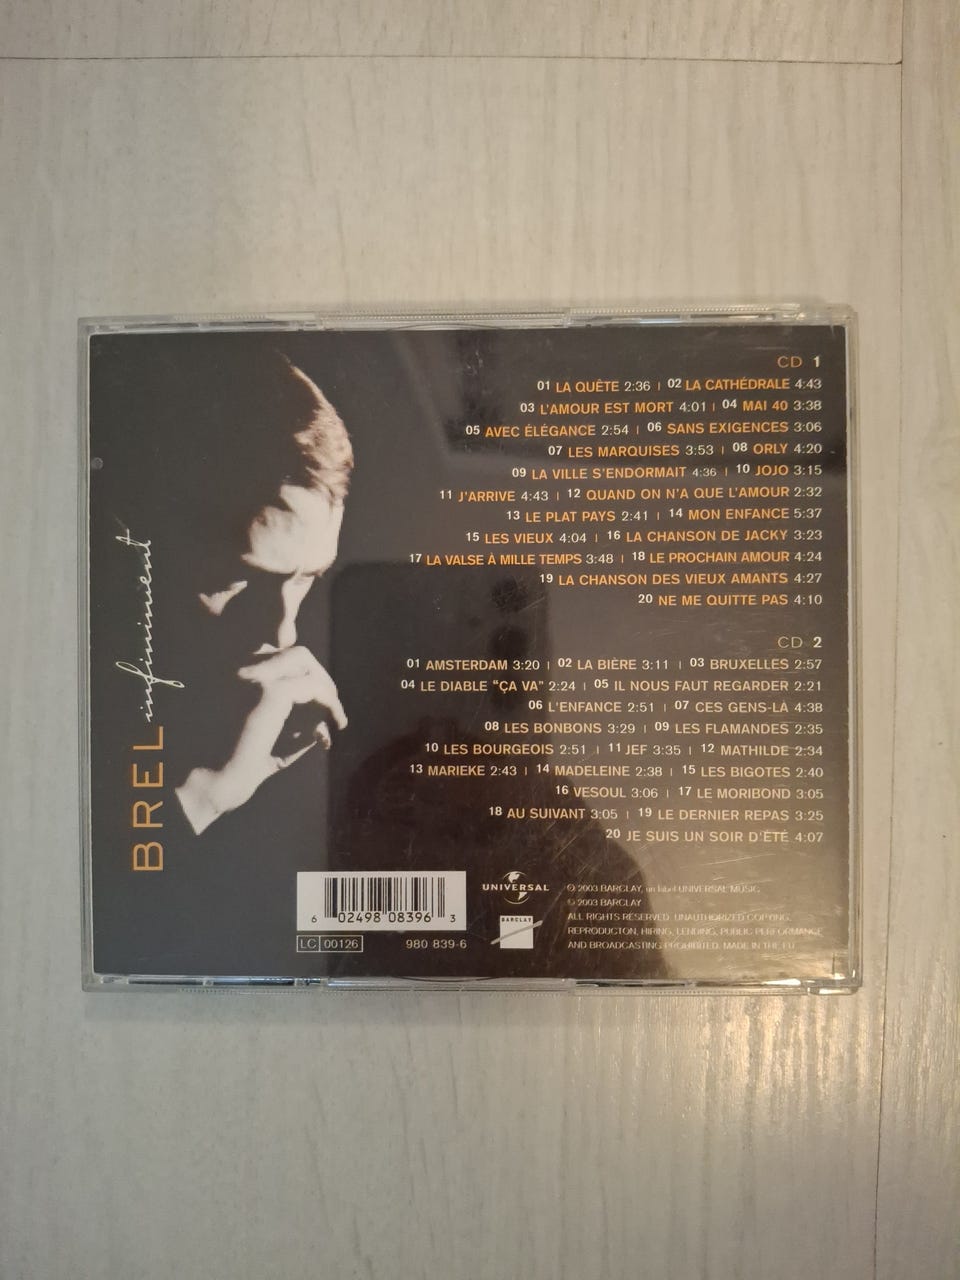 CD 1
01 LA QUÊTE 2:36 | 02 LA CATHÉDRALE 4:43
03 L'AMOUR EST MORT 4:01 | 04 MAI 40 3:38
05 AVEC ÉLÉGANCE 2:54 | 06 SANS EXIGENCES 3:06
07 LES MARQUISES 3:53 | 08 ORLY 4:20
09 LA VILLE S'ENDORMAIT 4:36 | 10 JOJO 3:15
11 J'ARRIVE 4:43 | 12 QUAND ON N'A QUE L'AMOUR 2:32
13 LE PLAT PAYS 2:41 | 14 MON ENFANCE 5:37
15 LES VIEUX 4:04 | 16 LA CHANSON DE JACKY 3:23
17 LA VALSE À MILLE TEMPS 3:48 | 18 LE PROCHAIN AMOUR 4:24
19 LA CHANSON DES VIEUX AMANTS 4:27
20 NE ME QUITTE PAS 4:10
CD 2
01 AMSTERDAM 3:20 | 02 LA BIÈRE 3:11 | 03 BRUXELLES 2:57
04 LE DIABLE "ÇA VA" 2:24 | 05 IL NOUS FAUT REGARDER 2:21
06 L'ENFANCE 2:51 | 07 CES GENS-LÀ 4:38
08 LES BONBONS 3:29 | 09 LES FLAMANDES 2:35
10 LES BOURGEOIS 2:51 | 11 JEF 3:35 | 12 MATHILDE 2:34
13 MARIEKE 2:43 | 14 MADELEINE 2:38 | 15 LES BIGOTES 2:40
16 VESOUL 3:06 | 17 LE MORIBOND 3:05
18 AU SUIVANT 3:05 | 19 LE DERNIER REPAS 3:25
20 JE SUIS UN SOIR D'ÉTÉ 4:07
BREL infiniment
6 02498 08396 3
LC 00126 980 839-6
UNIVERSAL
BARCLAY
℗ 2003 BARCLAY, un label UNIVERSAL MUSIC
© 2003 BARCLAY
ALL RIGHTS RESERVED. UNAUTHORIZED COPYING,
REPRODUCTON, HIRING, LENDING, PUBLIC PERFORMANCE
AND BROADCASTING PROHIBITED. MADE IN THE EU